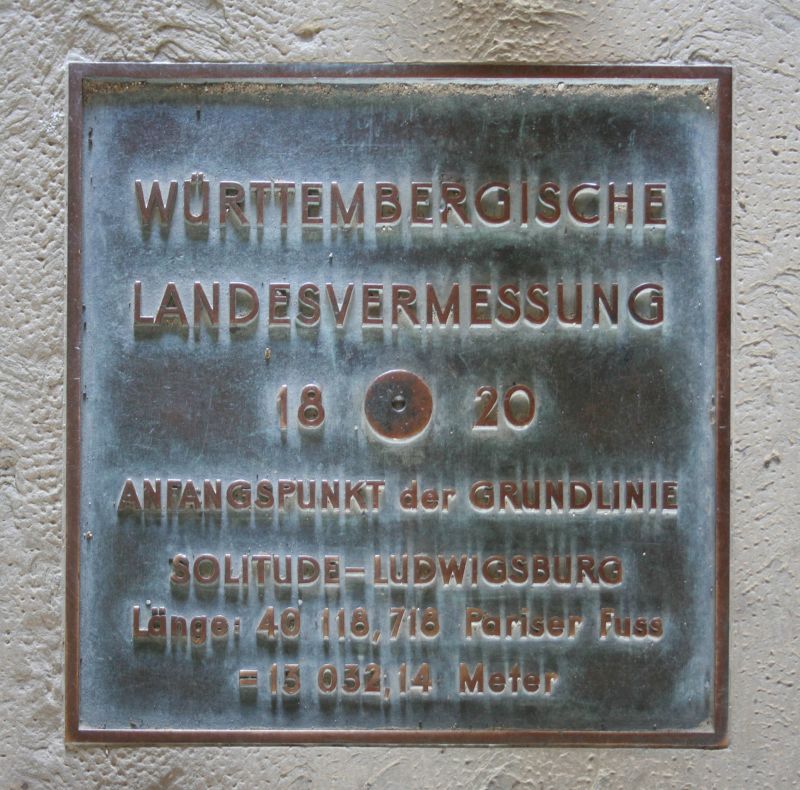 WÜRTTEMBERGISCHE
LANDESVERMESSUNG
18 20
ANFANGSPUNKT der GRUNDLINIE
SOLITUDE-LUDWIGSBURG
Länge: 40 118,718 Pariser Fuss
= 13 032,14 Meter